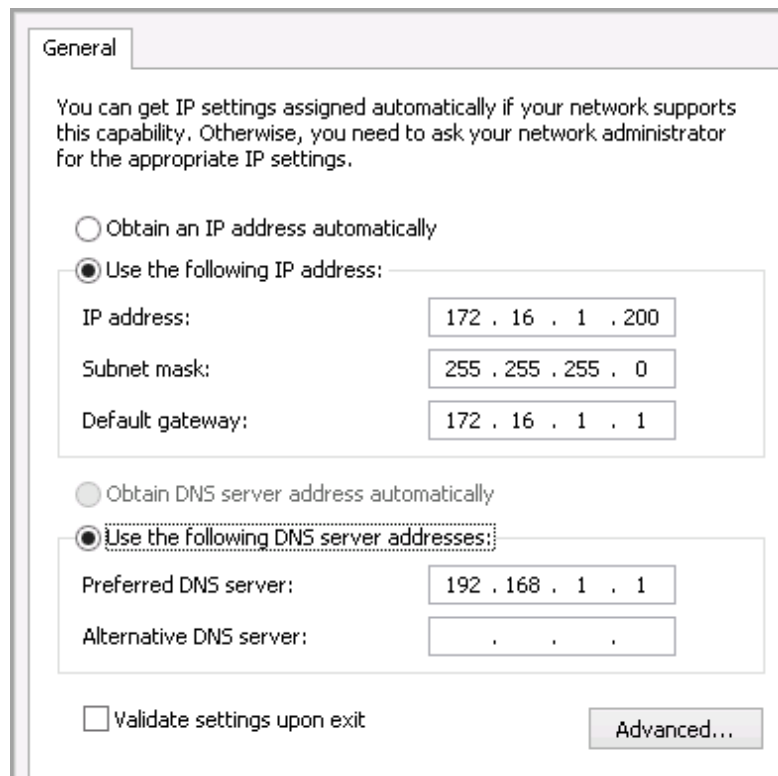 General
You can get IP settings assigned automatically if your network supports
this capability. Otherwise, you need to ask your network administrator
for the appropriate IP settings.
Obtain an IP address automatically
Use the following IP address:
IP address: 172 . 16 . 1 . 200
Subnet mask: 255 . 255 . 255 . 0
Default gateway: 172 . 16 . 1 . 1
Obtain DNS server address automatically
Use the following DNS server addresses:
Preferred DNS server: 192 . 168 . 1 . 1
Alternative DNS server: . . .
Validate settings upon exit
Advanced...